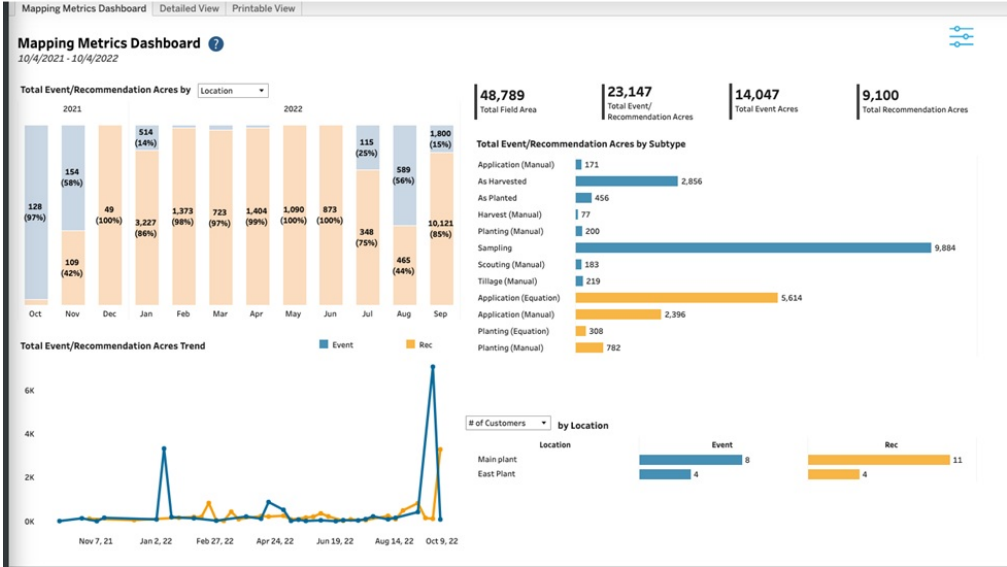 Mapping Metrics Dashboard Detailed View Printable View
Mapping Metrics Dashboard ?
10/4/2021 - 10/4/2022
Total Event/Recommendation Acres by Location
2021 2022
128
(97%)
154
(58%)
109
(42%)
49
(100%)
514
(14%)
3,227
(86%)
1,373
(98%)
723
(97%)
1,404
(99%)
1,090
(100%)
873
(100%)
115
(25%)
348
(75%)
589
(56%)
465
(44%)
1,800
(15%)
10,121
(85%)
Oct Nov Dec Jan Feb Mar Apr May Jun Jul Aug Sep
48,789
Total Field Area
23,147
Total Event/
Recommendation Acres
14,047
Total Event Acres
9,100
Total Recommendation Acres
Total Event/Recommendation Acres by Subtype
Application (Manual) 171
As Harvested 2,856
As Planted 456
Harvest (Manual) 77
Planting (Manual) 200
Sampling 9,884
Scouting (Manual) 183
Tillage (Manual) 219
Application (Equation) 5,614
Application (Manual) 2,396
Planting (Equation) 308
Planting (Manual) 782
Total Event/Recommendation Acres Trend Event Rec
6K
4K
2K
0K
Nov 7, 21 Jan 2, 22 Feb 27, 22 Apr 24, 22 Jun 19, 22 Aug 14, 22 Oct 9, 22
# of Customers by Location
Location Event Rec
Main plant 8 11
East Plant 4 4